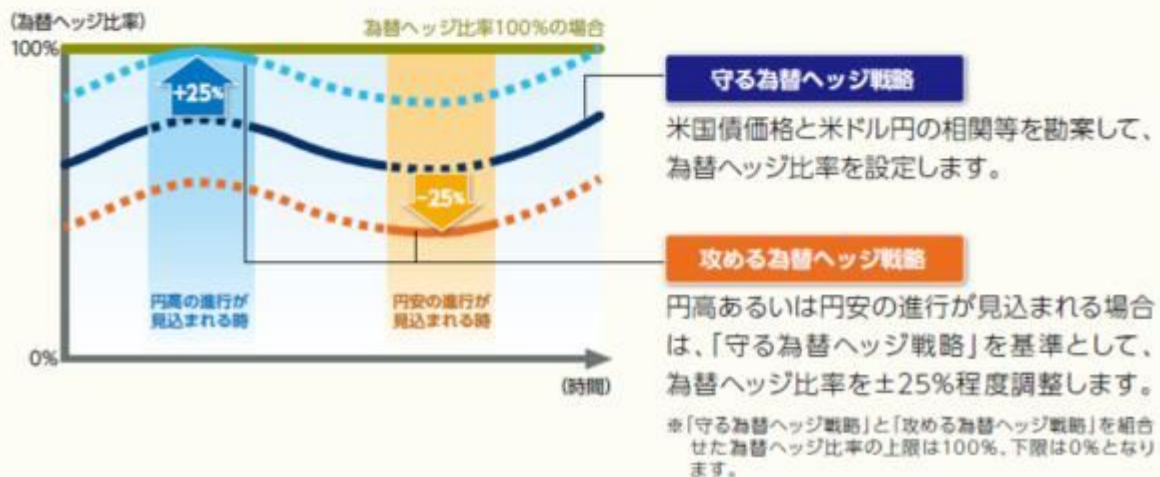 (為替ヘッジ比率)
為替ヘッジ比率100%の場合
100%
+25%
-25%
円高の進行が
見込まれる時
円安の進行が
見込まれる時
0%
(時間)
守る為替ヘッジ戦略
米国債価格と米ドル円の相関等を勘案して、
為替ヘッジ比率を設定します。
攻める為替ヘッジ戦略
円高あるいは円安の進行が見込まれる場合
は、「守る為替ヘッジ戦略」を基準として、
為替ヘッジ比率を±25%程度調整します。
※「守る為替ヘッジ戦略」と「攻める為替ヘッジ戦略」を組合
せた為替ヘッジ比率の上限は100%、下限は0%となり
ます。